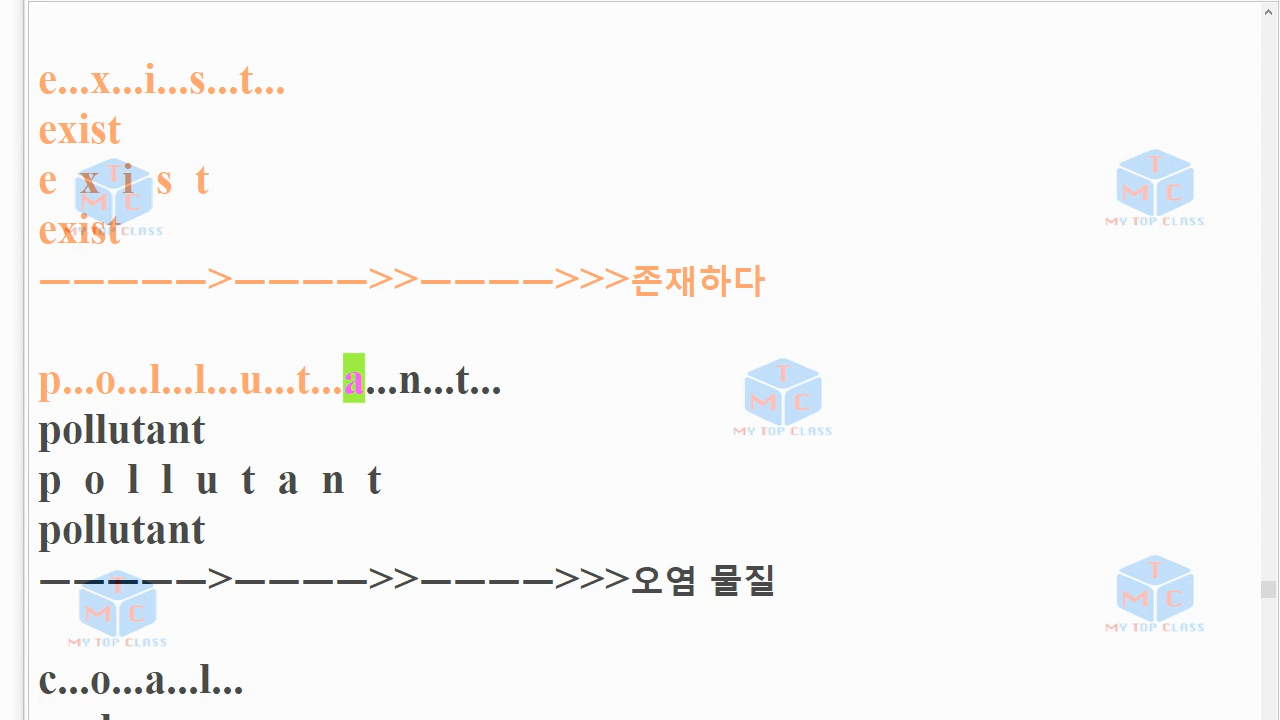 e...x...i...s...t...
exist
e x i s t
exist
—————>————>>————>>>존재하다
p...o...l...l...u...t...a...n...t...
pollutant
p o l l u t a n t
pollutant
—————>————>>————>>>오염 물질
c...o...a...l...
T
M C
MY TOP CLASS
T
M C
MY TOP CLASS
T
M C
MY TOP CLASS
T
M C
MY TOP CLASS
T
M C
MY TOP CLASS